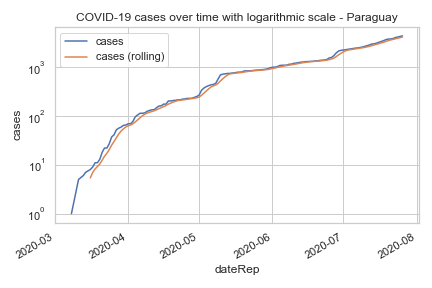 COVID-19 cases over time with logarithmic scale - Paraguay
cases
cases (rolling)
10³
10²
10¹
10⁰
cases
2020-03
2020-04
2020-05
2020-06
2020-07
2020-08
dateRep